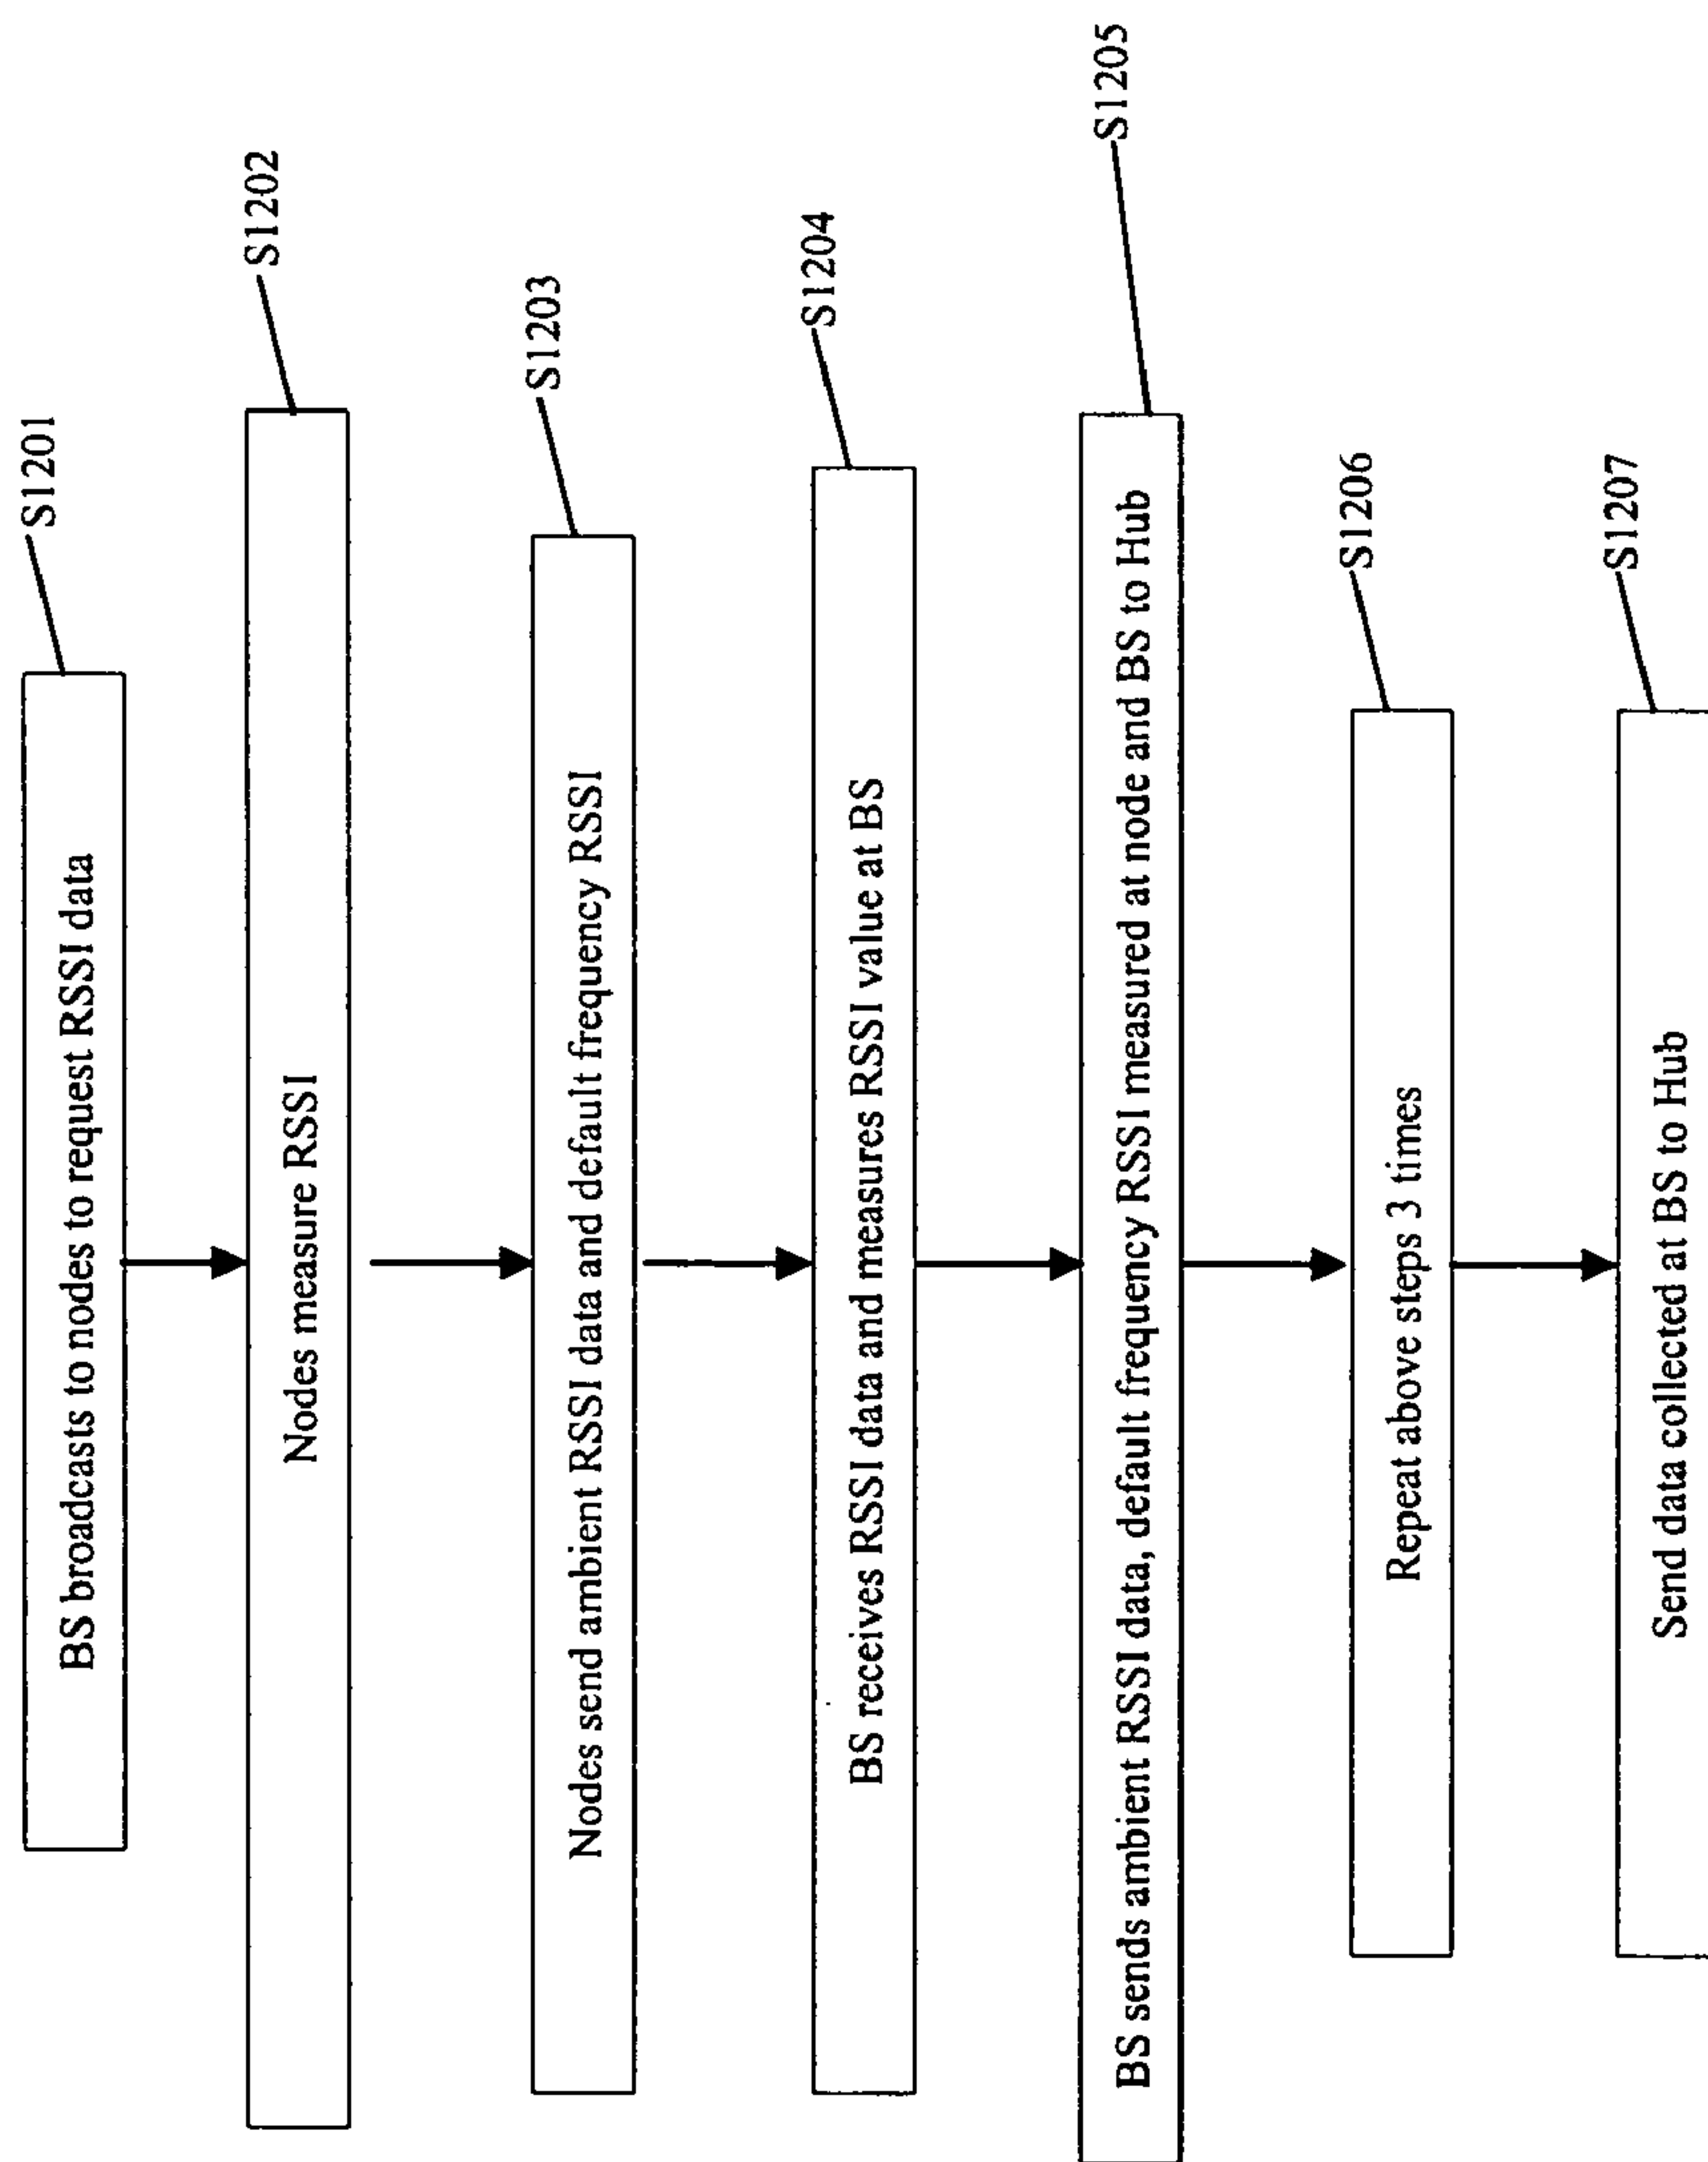 S1201
BS broadcasts to nodes to request RSSI data
S1202
Nodes measure RSSI
S1203
Nodes send ambient RSSI data and default frequency RSSI
S1204
BS receives RSSI data and measures RSSI value at BS
S1205
BS sends ambient RSSI data, default frequency RSSI measured at node and BS to Hub
S1206
Repeat above steps 3 times
S1207
Send data collected at BS to Hub